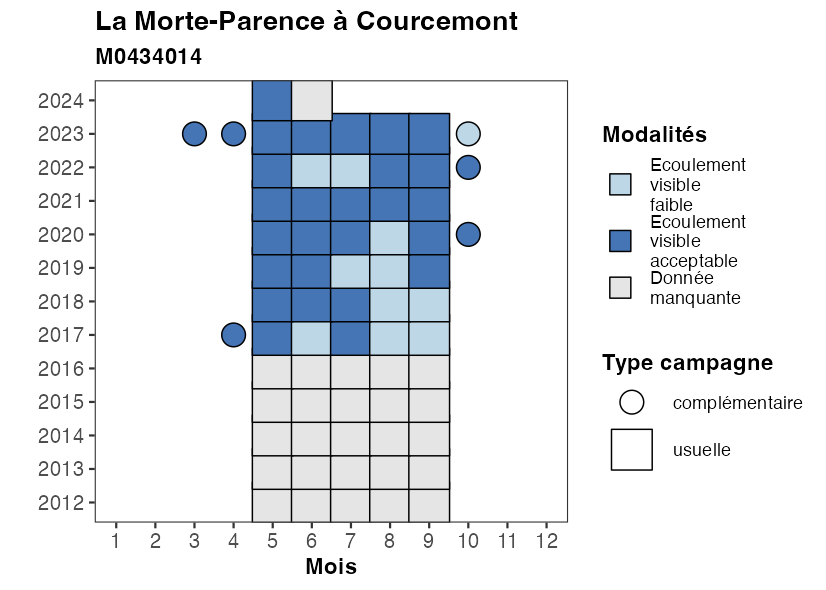 La Morte-Parence à Courcemont
M0434014
2024
2023
2022
2021
2020
2019
2018
2017
2016
2015
2014
2013
2012
1 2 3 4 5 6 7 8 9 10 11 12
Mois
Modalités
Ecoulement
visible
faible
Ecoulement
visible
acceptable
Donnée
manquante
Type campagne
complémentaire
usuelle